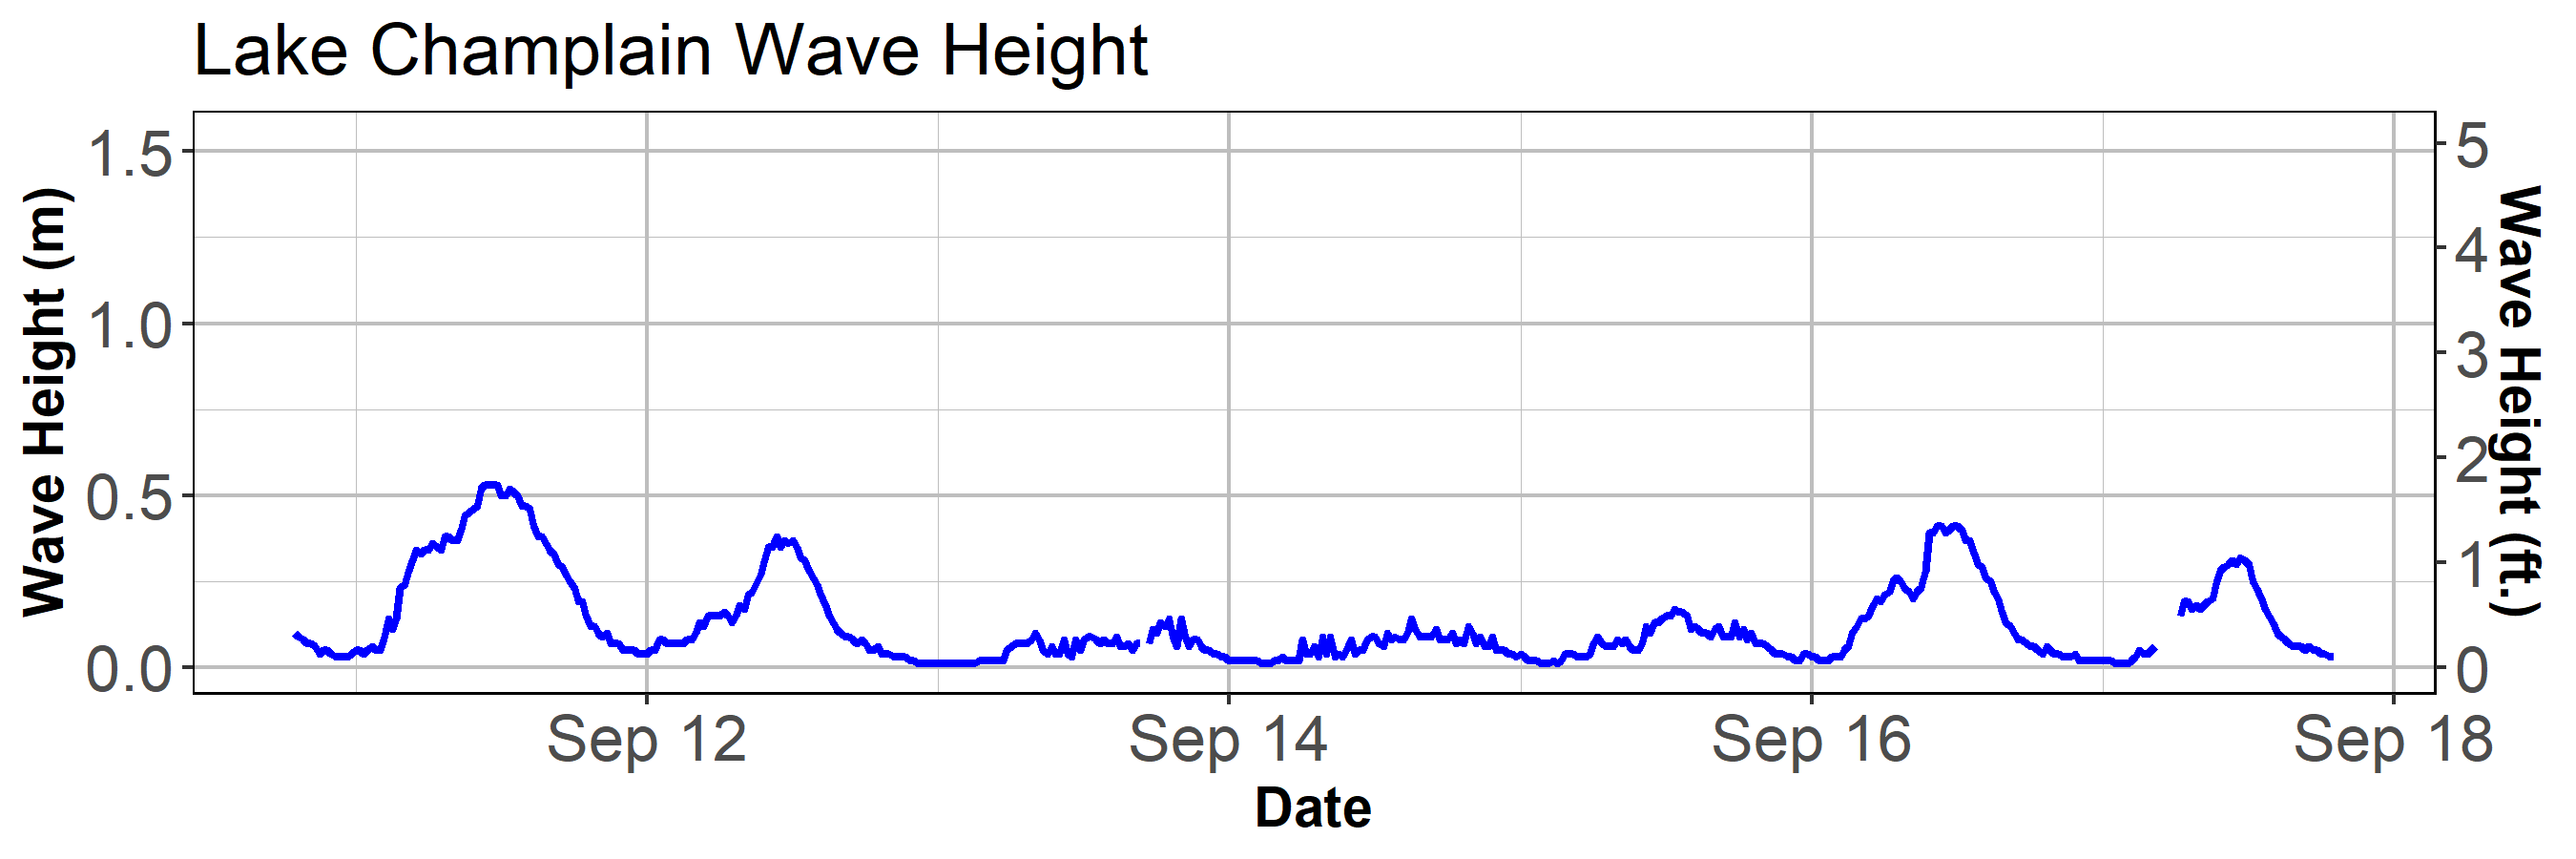 Lake Champlain Wave Height
Wave Height (m)
1.5
1.0
0.5
0.0
5
4
3
2
1
0
Wave Height (ft.)
Sep 12
Sep 14
Sep 16
Sep 18
Date